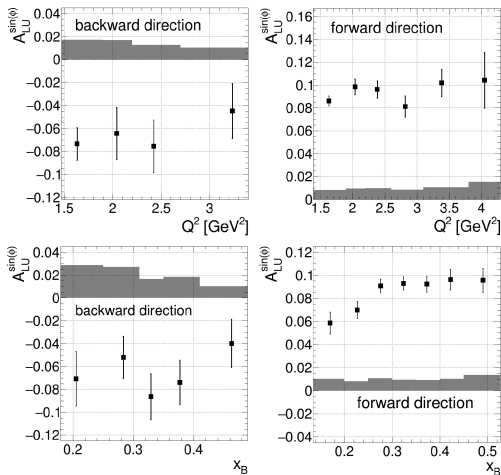 A_LU^sin(ϕ)
backward direction
0.04
0.02
0
−0.02
−0.04
−0.06
−0.08
−0.1
−0.12
1.5 2 2.5 3
Q² [GeV²]
A_LU^sin(ϕ)
forward direction
0.16
0.14
0.12
0.1
0.08
0.06
0.04
0.02
0
1.5 2 2.5 3 3.5 4
Q² [GeV²]
A_LU^sin(ϕ)
0.04
0.02
0
backward direction
−0.02
−0.04
−0.06
−0.08
−0.1
−0.12
0.2 0.3 0.4
x_B
A_LU^sin(ϕ)
0.12
0.1
0.08
0.06
0.04
0.02
0
forward direction
−0.02
−0.04
0.2 0.3 0.4 0.5
x_B